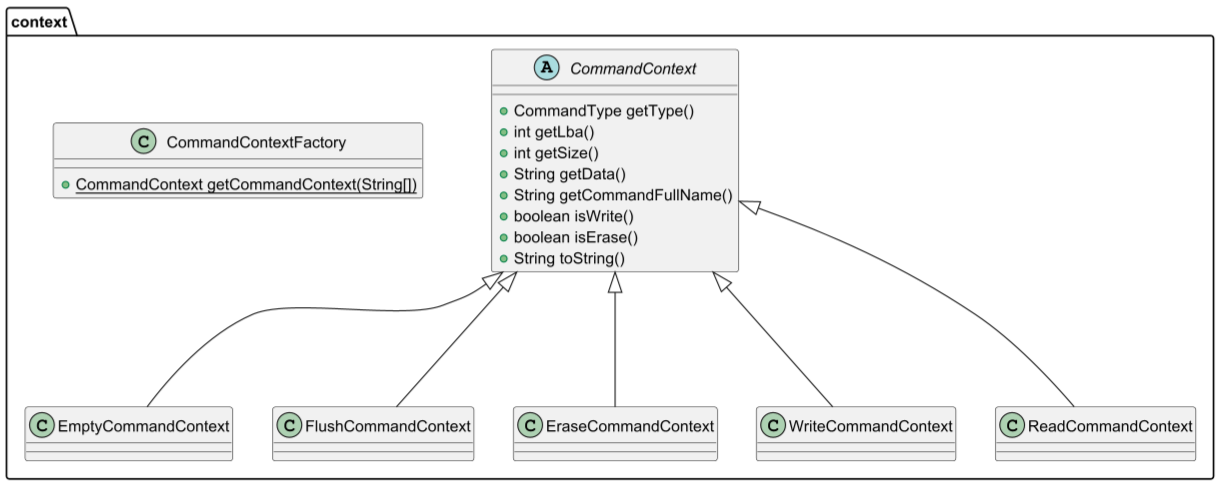 context
A CommandContext
CommandType getType()
int getLba()
int getSize()
String getData()
String getCommandFullName()
boolean isWrite()
boolean isErase()
String toString()
C CommandContextFactory
CommandContext getCommandContext(String[])
C EmptyCommandContext
C FlushCommandContext
C EraseCommandContext
C WriteCommandContext
C ReadCommandContext